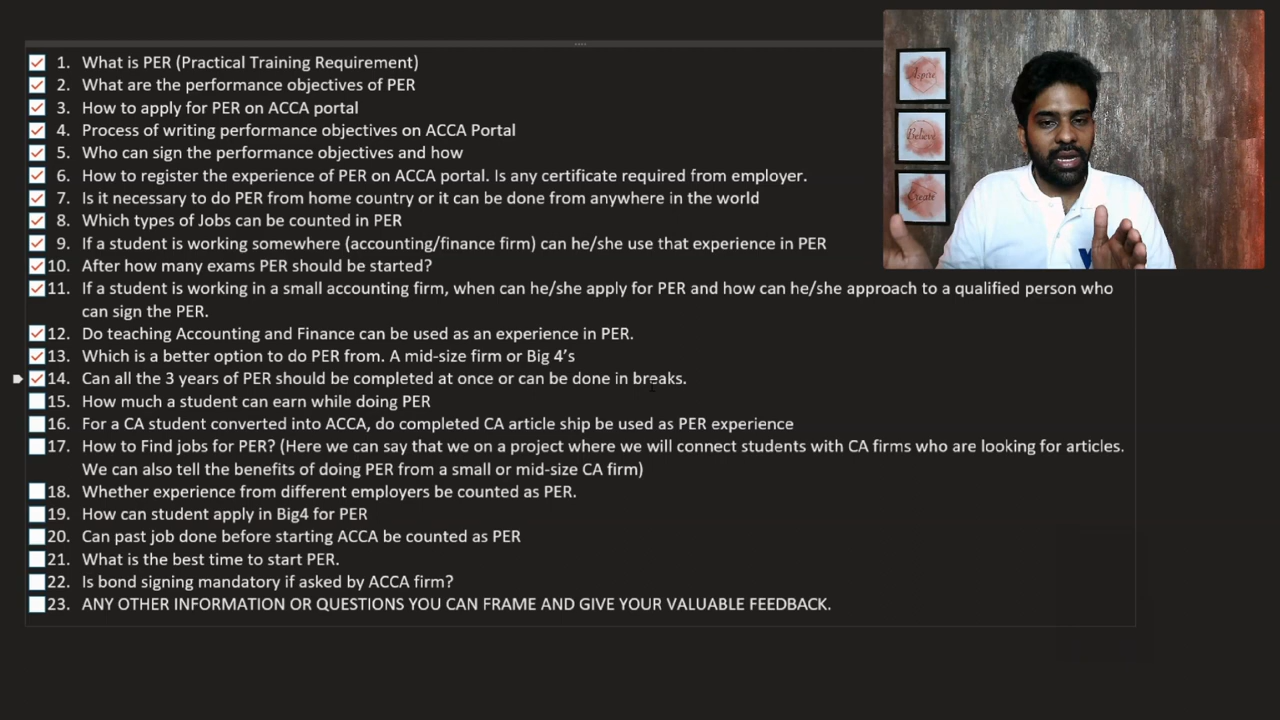 1. What is PER (Practical Training Requirement)
2. What are the performance objectives of PER
3. How to apply for PER on ACCA portal
4. Process of writing performance objectives on ACCA Portal
5. Who can sign the performance objectives and how
6. How to register the experience of PER on ACCA portal. Is any certificate required from employer.
7. Is it necessary to do PER from home country or it can be done from anywhere in the world
8. Which types of Jobs can be counted in PER
9. If a student is working somewhere (accounting/finance firm) can he/she use that experience in PER
10. After how many exams PER should be started?
11. If a student is working in a small accounting firm, when can he/she apply for PER and how can he/she approach to a qualified person who
can sign the PER.
12. Do teaching Accounting and Finance can be used as an experience in PER.
13. Which is a better option to do PER from. A mid-size firm or Big 4's
14. Can all the 3 years of PER should be completed at once or can be done in breaks.
15. How much a student can earn while doing PER
16. For a CA student converted into ACCA, do completed CA article ship be used as PER experience
17. How to Find jobs for PER? (Here we can say that we on a project where we will connect students with CA firms who are looking for articles.
We can also tell the benefits of doing PER from a small or mid-size CA firm)
18. Whether experience from different employers be counted as PER.
19. How can student apply in Big4 for PER
20. Can past job done before starting ACCA be counted as PER
21. What is the best time to start PER.
22. Is bond signing mandatory if asked by ACCA firm?
23. ANY OTHER INFORMATION OR QUESTIONS YOU CAN FRAME AND GIVE YOUR VALUABLE FEEDBACK.
Believe
Create